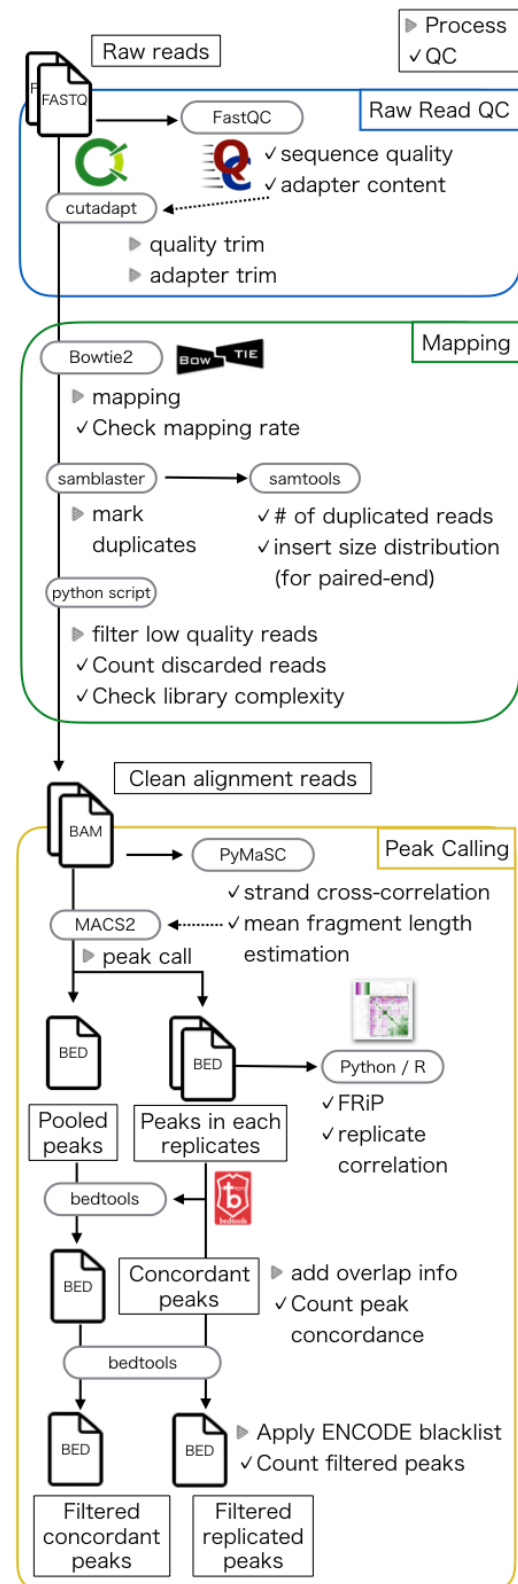 Process
Raw reads
✓ QC
F
FASTQ
Raw Read QC
FastQC
✓ sequence quality
✓ adapter content
cutadapt
quality trim
adapter trim
Mapping
Bowtie2
BOW TIE
mapping
✓ Check mapping rate
samblaster
samtools
mark
duplicates
✓ # of duplicated reads
✓ insert size distribution
(for paired-end)
python script
filter low quality reads
✓ Count discarded reads
✓ Check library complexity
Clean alignment reads
BAM
Peak Calling
PyMaSC
✓ strand cross-correlation
MACS2
✓ mean fragment length
estimation
peak call
BED
BED
Python / R
✓ FRiP
✓ replicate
correlation
Pooled
peaks
Peaks in each
replicates
bedtools
b
bedtools
BED
Concordant
peaks
add overlap info
✓ Count peak
concordance
bedtools
BED
BED
Apply ENCODE blacklist
✓ Count filtered peaks
Filtered
concordant
peaks
Filtered
replicated
peaks